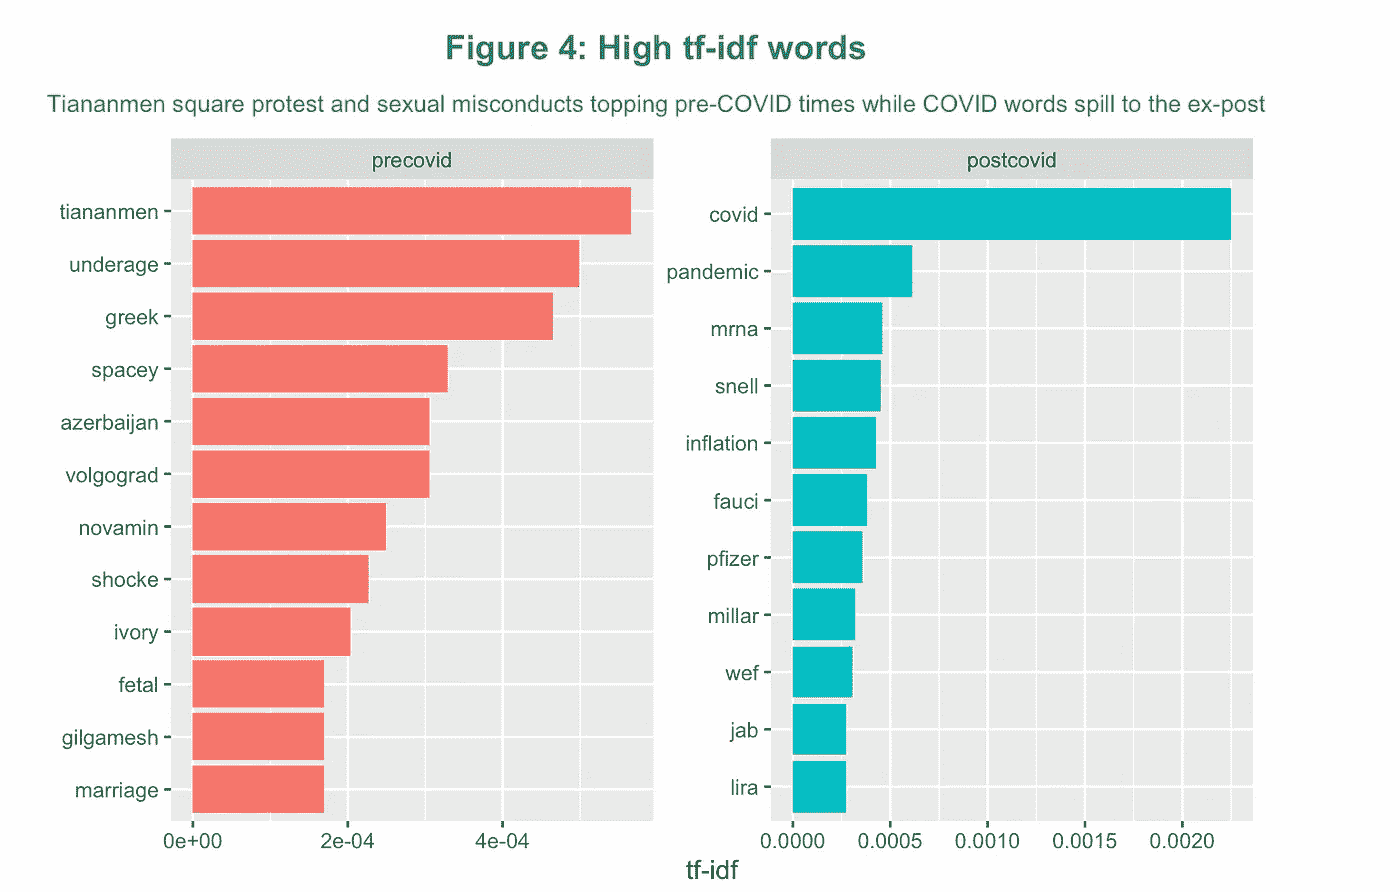 Figure 4: High tf-idf words
Tiananmen square protest and sexual misconducts topping pre-COVID times while COVID words spill to the ex-post
precovid
tiananmen
underage
greek
spacey
azerbaijan
volgograd
novamin
shocke
ivory
fetal
gilgamesh
marriage
0e+00 2e-04 4e-04
postcovid
covid
pandemic
mrna
snell
inflation
fauci
pfizer
millar
wef
jab
lira
0.0000 0.0005 0.0010 0.0015 0.0020
tf-idf